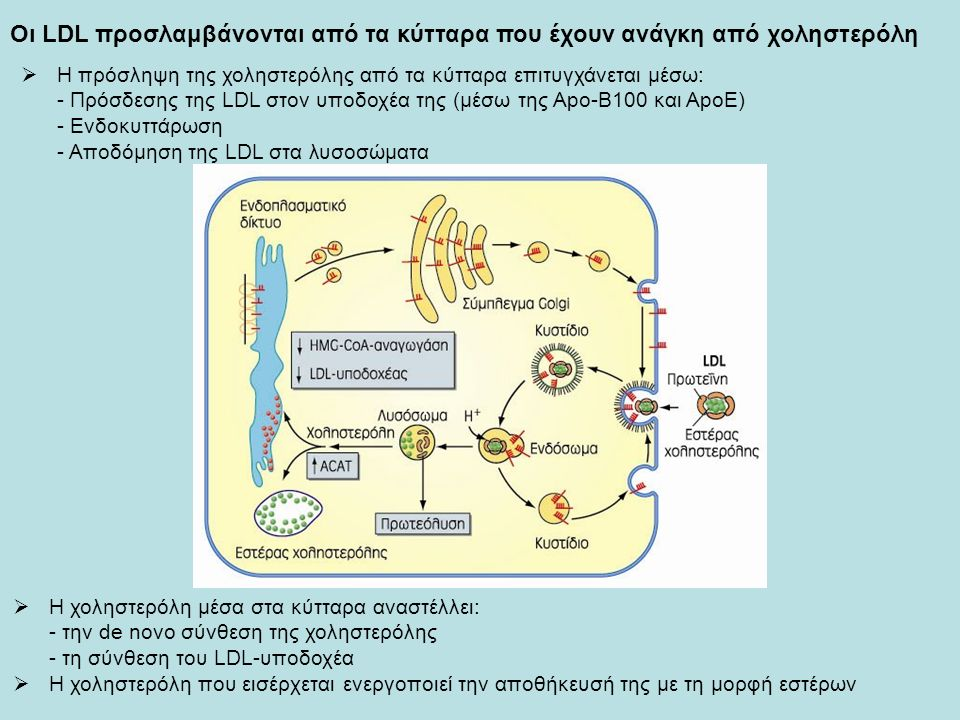 Οι LDL προσλαμβάνονται από τα κύτταρα που έχουν ανάγκη από χοληστερόλη
Η πρόσληψη της χοληστερόλης από τα κύτταρα επιτυγχάνεται μέσω:
- Πρόσδεσης της LDL στον υποδοχέα της (μέσω της Apo-B100 και ApoE)
- Ενδοκυττάρωση
- Αποδόμηση της LDL στα λυσοσώματα
Ενδοπλασματικό
δίκτυο
Σύμπλεγμα Golgi
Κυστίδιο
↓ HMG-CoA-αναγωγάση
↓ LDL-υποδοχέας
LDL
Πρωτεΐνη
Εστέρας
χοληστερόλης
Λυσόσωμα
H+
Ενδόσωμα
Χοληστερόλη
↑ ACAT
Πρωτεόλυση
Κυστίδιο
Εστέρας χοληστερόλης
Η χοληστερόλη μέσα στα κύτταρα αναστέλλει:
- την de novo σύνθεση της χοληστερόλης
- τη σύνθεση του LDL-υποδοχέα
Η χοληστερόλη που εισέρχεται ενεργοποιεί την αποθήκευσή της με τη μορφή εστέρων